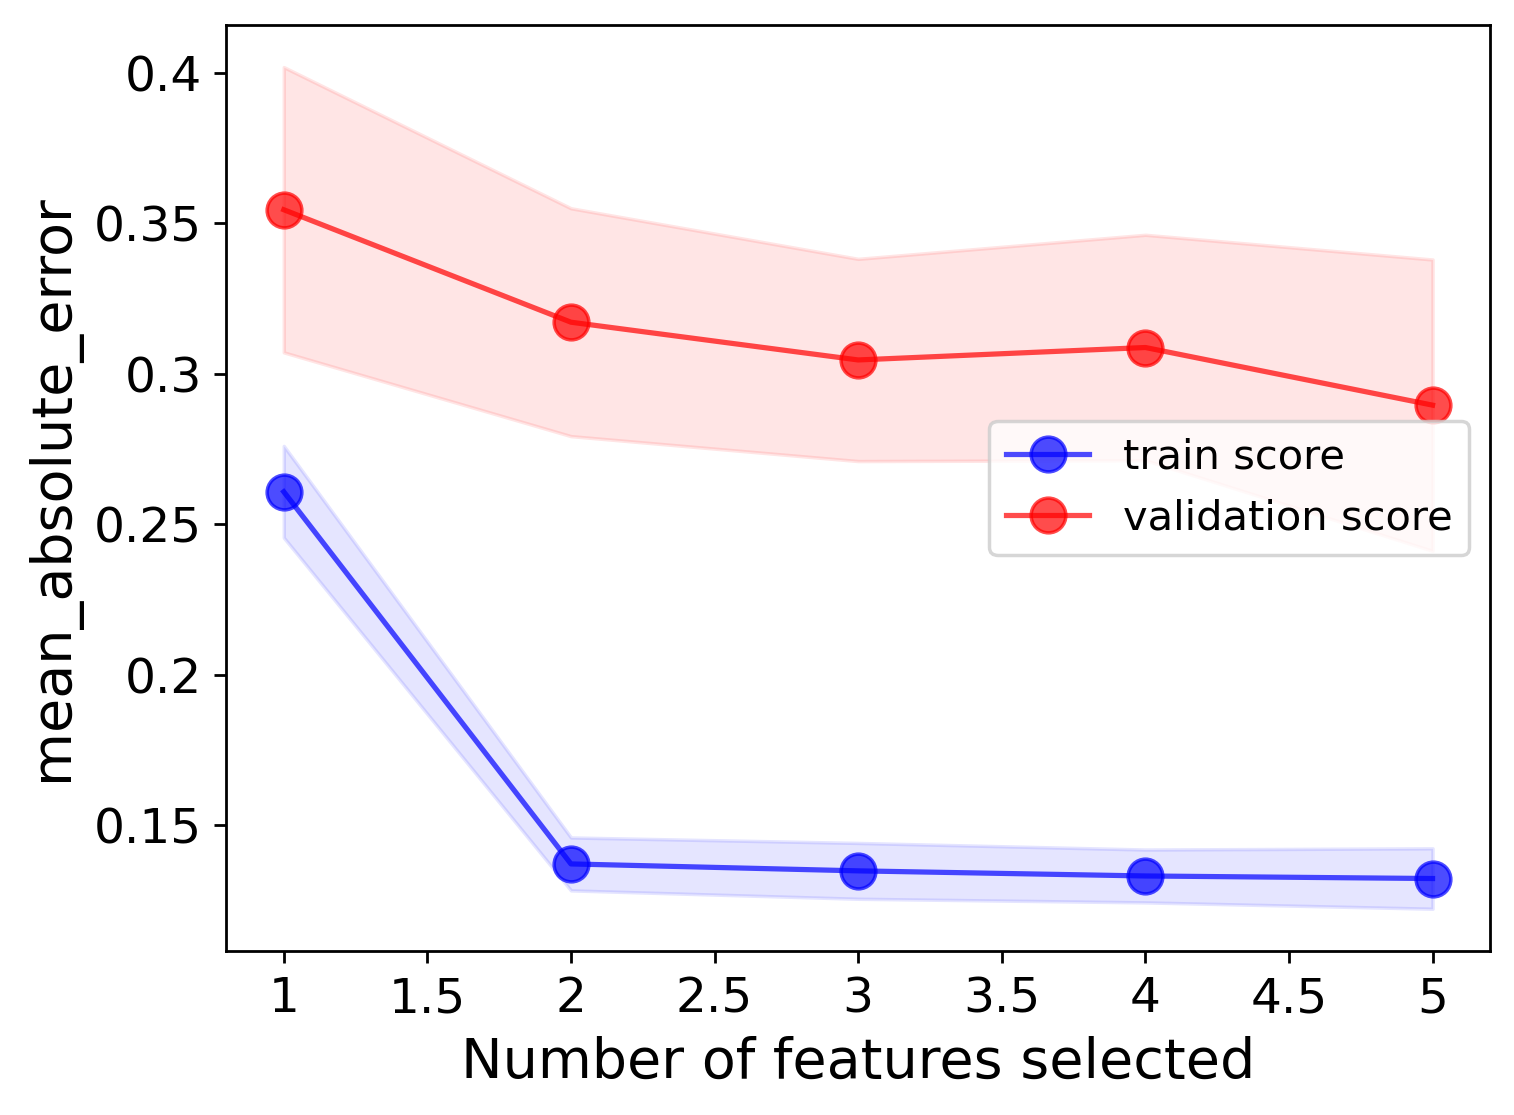 mean_absolute_error
0.4
0.35
0.3
0.25
0.2
0.15
train score
validation score
1 1.5 2 2.5 3 3.5 4 4.5 5
Number of features selected